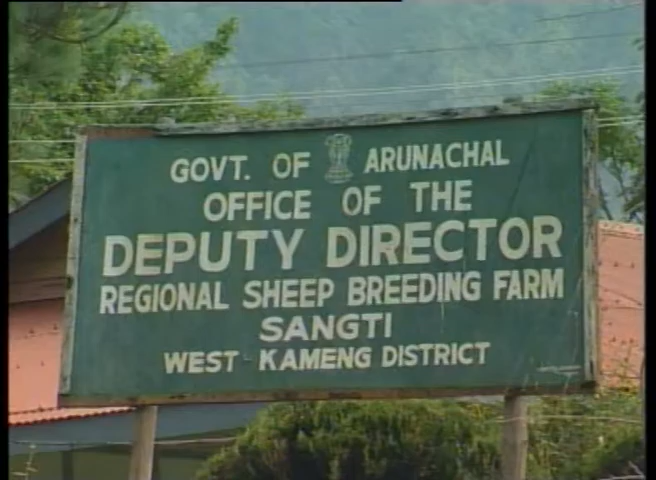 GOVT. OF ARUNACHAL
OFFICE OF THE
DEPUTY DIRECTOR
REGIONAL SHEEP BREEDING FARM
SANGTI
WEST-KAMENG DISTRICT